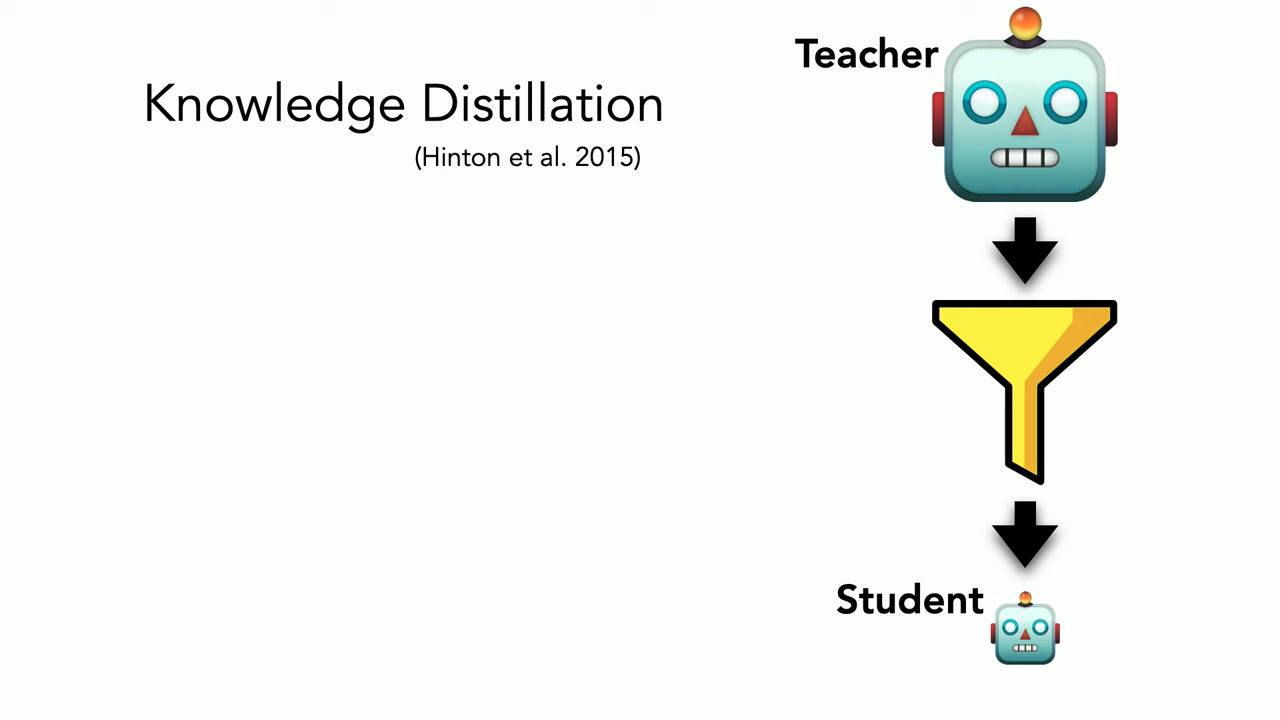 Knowledge Distillation
(Hinton et al. 2015)
Teacher
Student